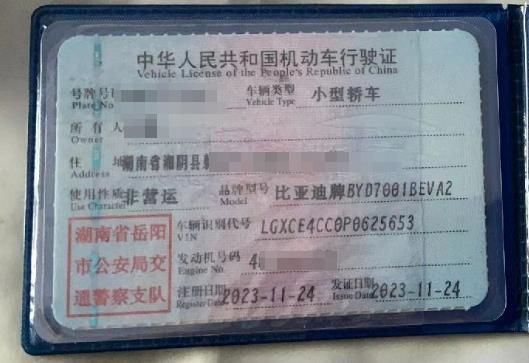 中华人民共和国机动车行驶证
Vehicle License of the People's Republic of China
号牌号 车辆类型 小型轿车
Plate No Vehicle Type
所有人
Owner
住 址 湖南省湘阴县
Address
使用性质 非营运 品牌型号 比亚迪牌BYD7001BEVA2
Use Character Model
湖南省岳阳 车辆识别代号 LGXCE4CC0P0625653
VIN
市公安局交 发动机号码 4
Engine No.
通警察支队 注册日期 2023-11-24 发证日期 2023-11-24
Register Date Issue Date